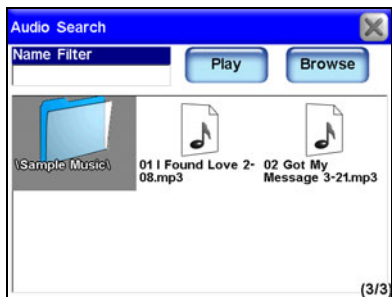 Audio Search
Name Filter
Play
Browse
\Sample Music\
01 I Found Love 2-
08.mp3
02 Got My
Message 3-21.mp3
(3/3)